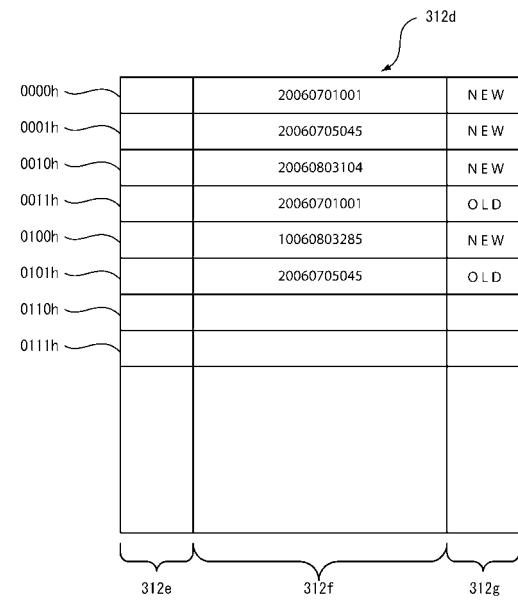 312d
0000h 20060701001 NEW
0001h 20060705045 NEW
0010h 20060803104 NEW
0011h 20060701001 OLD
0100h 10060803285 NEW
0101h 20060705045 OLD
0110h
0111h
312e 312f 312g